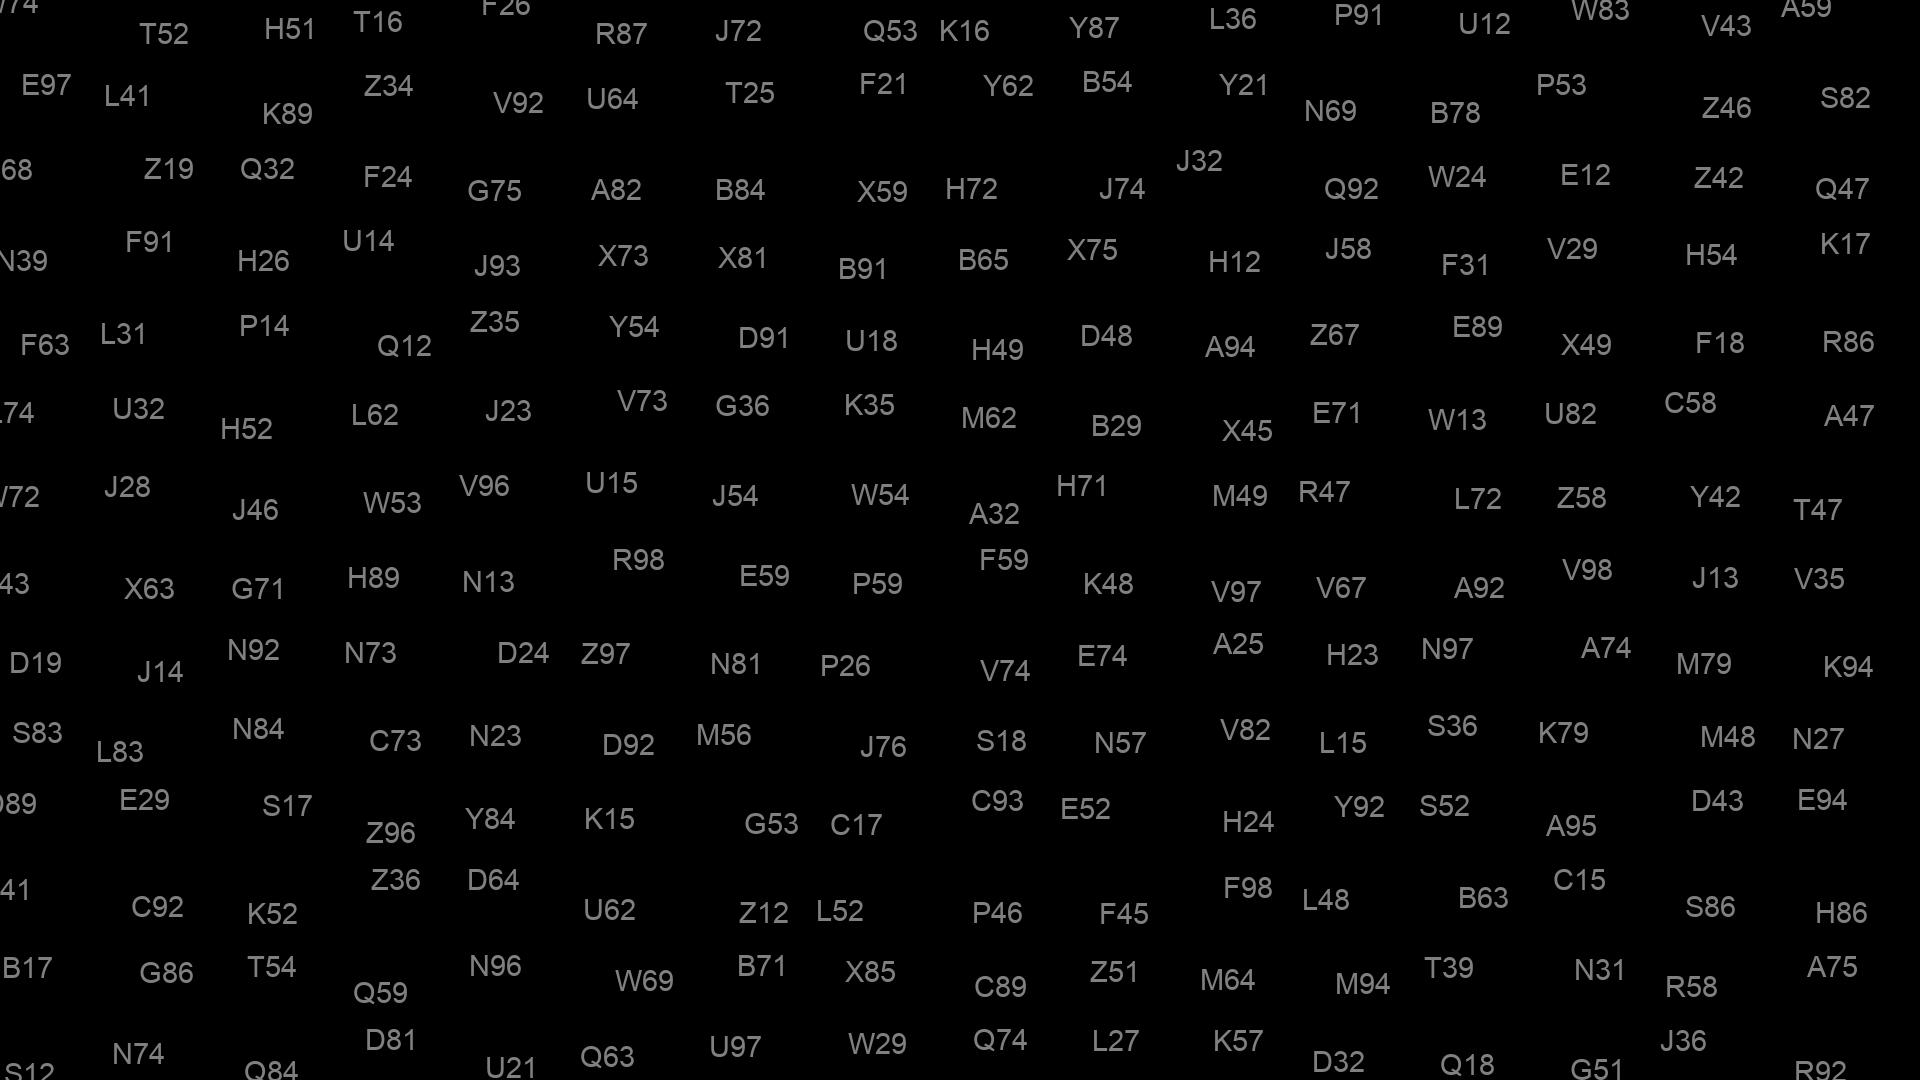 T52 H51 T16 F26 R87 J72 Q53 K16 Y87 L36 P91 U12 W83 V43 A59
E97 L41 K89 Z34 V92 U64 T25 F21 Y62 B54 Y21 N69 B78 P53 Z46 S82
68 Z19 Q32 F24 G75 A82 B84 X59 H72 J74 J32 Q92 W24 E12 Z42 Q47
N39 F91 H26 U14 J93 X73 X81 B91 B65 X75 H12 J58 F31 V29 H54 K17
F63 L31 P14 Q12 Z35 Y54 D91 U18 H49 D48 A94 Z67 E89 X49 F18 R86
74 U32 H52 L62 J23 V73 G36 K35 M62 B29 X45 E71 W13 U82 C58 A47
72 J28 J46 W53 V96 U15 J54 W54 A32 H71 M49 R47 L72 Z58 Y42 T47
43 X63 G71 H89 N13 R98 E59 P59 F59 K48 V97 V67 A92 V98 J13 V35
D19 J14 N92 N73 D24 Z97 N81 P26 V74 E74 A25 H23 N97 A74 M79 K94
S83 L83 N84 C73 N23 D92 M56 J76 S18 N57 V82 L15 S36 K79 M48 N27
89 E29 S17 Z96 Y84 K15 G53 C17 C93 E52 H24 Y92 S52 A95 D43 E94
41 C92 K52 Z36 D64 U62 Z12 L52 P46 F45 F98 L48 B63 C15 S86 H86
B17 G86 T54 Q59 N96 W69 B71 X85 C89 Z51 M64 M94 T39 N31 R58 A75
S12 N74 Q84 D81 U21 Q63 U97 W29 Q74 L27 K57 D32 Q18 G51 J36 R92